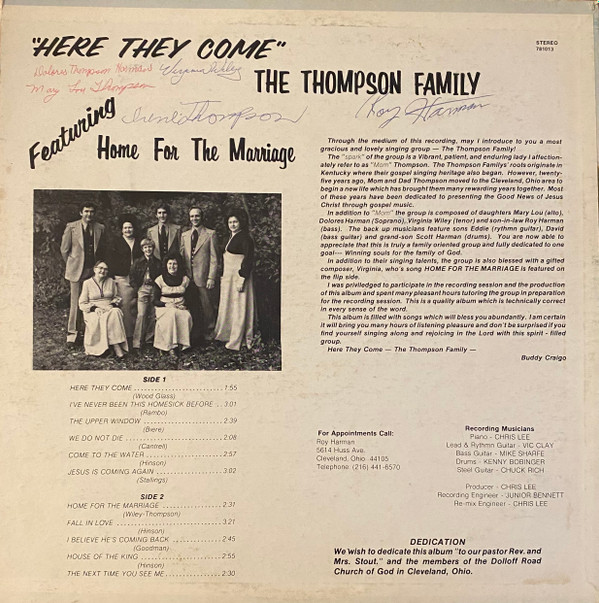 "HERE THEY COME"
STEREO
781013
Dolores Thompson Harman Virginia Wiley
Mary Lou Thompson
THE THOMPSON FAMILY
Irene Thompson
Roy Harman
Featuring
Home For The Marriage
Through the medium of this recording, may I introduce to you a most
gracious and lovely singing group — The Thompson Family!
The "spark" of the group is a Vibrant, patient, and enduring lady I affection-
ately refer to as "Mom" Thompson. The Thompson Familys' roots originate in
Kentucky where their gospel singing heritage also began. However, twenty-
five years ago, Mom and Dad Thompson moved to the Cleveland, Ohio area to
begin a new life which has brought them many rewarding years together. Most
of these years have been dedicated to presenting the Good News of Jesus
Christ through gospel music.
In addition to "Mom" the group is composed of daughters Mary Lou (alto),
Dolores Harman (Soprano), Virginia Wiley (tenor) and son-in-law Roy Harman
(bass). The back up musicians feature sons Eddie (rythmn guitar), David
(bass guitar) and grand-son Scott Harman (drums). You are now able to
appreciate that this is truly a family oriented group and fully dedicated to one
goal— Winning souls for the family of God.
In addition to their singing talents, the group is also blessed with a gifted
composer, Virginia, who's song HOME FOR THE MARRIAGE is featured on
the flip side.
I was priviledged to participate in the recording session and the production
of this album and spent many pleasant hours tutoring the group in preparation
for the recording session. This is a quality album which is technically correct
in every sense of the word.
This album is filled with songs which will bless you abundantly. I am certain
it will bring you many hours of listening pleasure and don't be surprised if you
find yourself singing along and rejoicing in the Lord with this spirit - filled
group.
Here They Come — The Thompson Family —
Buddy Craigo
SIDE 1
HERE THEY COME ........................... 1:55
(Wood Glass)
I'VE NEVER BEEN THIS HOMESICK BEFORE .. 3:01
(Rambo)
THE UPPER WINDOW ........................ 2:39
(Biere)
WE DO NOT DIE ............................ 2:08
(Cantrell)
COME TO THE WATER ....................... 2:57
(Hinson)
JESUS IS COMING AGAIN .................... 3:02
(Stallings)
SIDE 2
HOME FOR THE MARRIAGE .................. 2:31
(Wiley-Thompson)
FALL IN LOVE .............................. 3:21
(Hinson)
I BELIEVE HE'S COMING BACK ............... 2:45
(Goodman)
HOUSE OF THE KING ....................... 2:55
(Hinson)
THE NEXT TIME YOU SEE ME ................. 2:30
For Appointments Call:
Roy Harman
5614 Huss Ave.
Cleveland, Ohio 44105
Telephone (216) 441-6570
Recording Musicians
Piano - CHRIS LEE
Lead & Rythmn Guitar - VIC CLAY
Bass Guitar - MIKE SHARFE
Drums - KENNY BOBINGER
Steel Guitar - CHUCK RICH
Producer - CHRIS LEE
Recording Engineer - JUNIOR BENNETT
Re-mix Engineer - CHRIS LEE
DEDICATION
We wish to dedicate this album "to our pastor Rev. and
Mrs. Stout," and the members of the Dolloff Road
Church of God in Cleveland, Ohio.